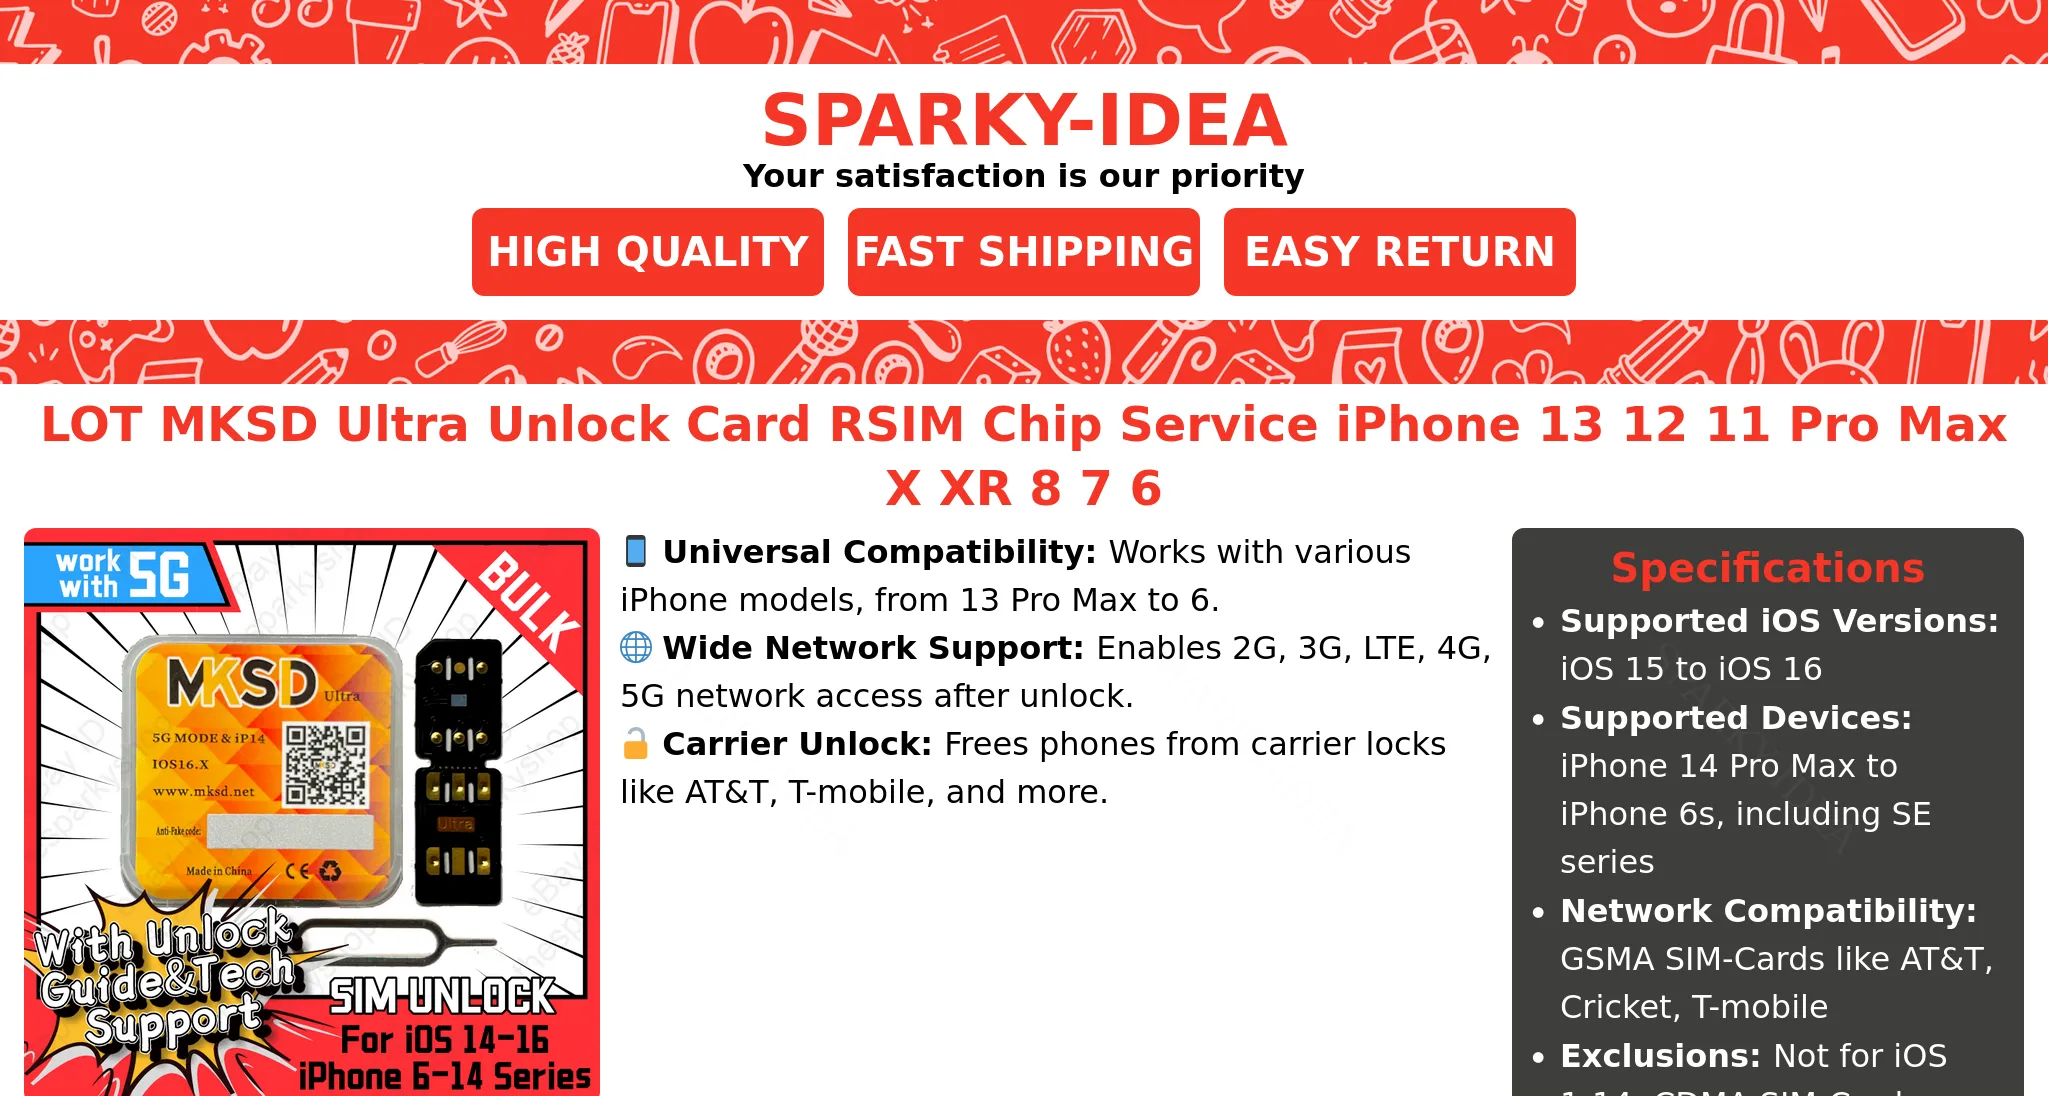 SPARKY-IDEA
Your satisfaction is our priority
HIGH QUALITY
FAST SHIPPING
EASY RETURN
LOT MKSD Ultra Unlock Card RSIM Chip Service iPhone 13 12 11 Pro Max
X XR 8 7 6
work
with 5G
BULK
MKSD Ultra
5G MODE & iP14
IOS16.X
www.mksd.net
Anti-Fake code:
Made in China
CE
Ultra
With Unlock
Guide&Tech
Support
SIM UNLOCK
For iOS 14-16
iPhone 6-14 Series
Universal Compatibility: Works with various
iPhone models, from 13 Pro Max to 6.
Wide Network Support: Enables 2G, 3G, LTE, 4G,
5G network access after unlock.
Carrier Unlock: Frees phones from carrier locks
like AT&T, T-mobile, and more.
Specifications
• Supported iOS Versions:
iOS 15 to iOS 16
• Supported Devices:
iPhone 14 Pro Max to
iPhone 6s, including SE
series
• Network Compatibility:
GSMA SIM-Cards like AT&T,
Cricket, T-mobile
• Exclusions: Not for iOS